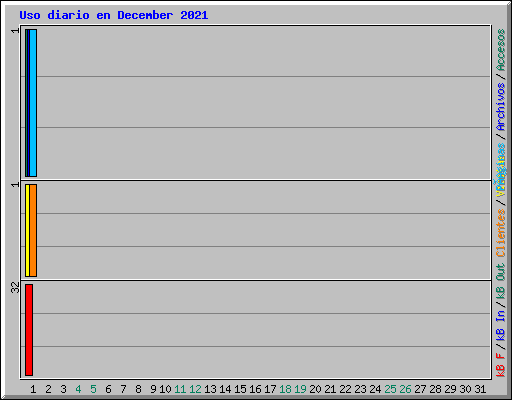 Uso diario en December 2021
1
1
32
kB F / kB In / kB Out Clientes / Archivos / Accesos
1 2 3 4 5 6 7 8 9 10 11 12 13 14 15 16 17 18 19 20 21 22 23 24 25 26 27 28 29 30 31